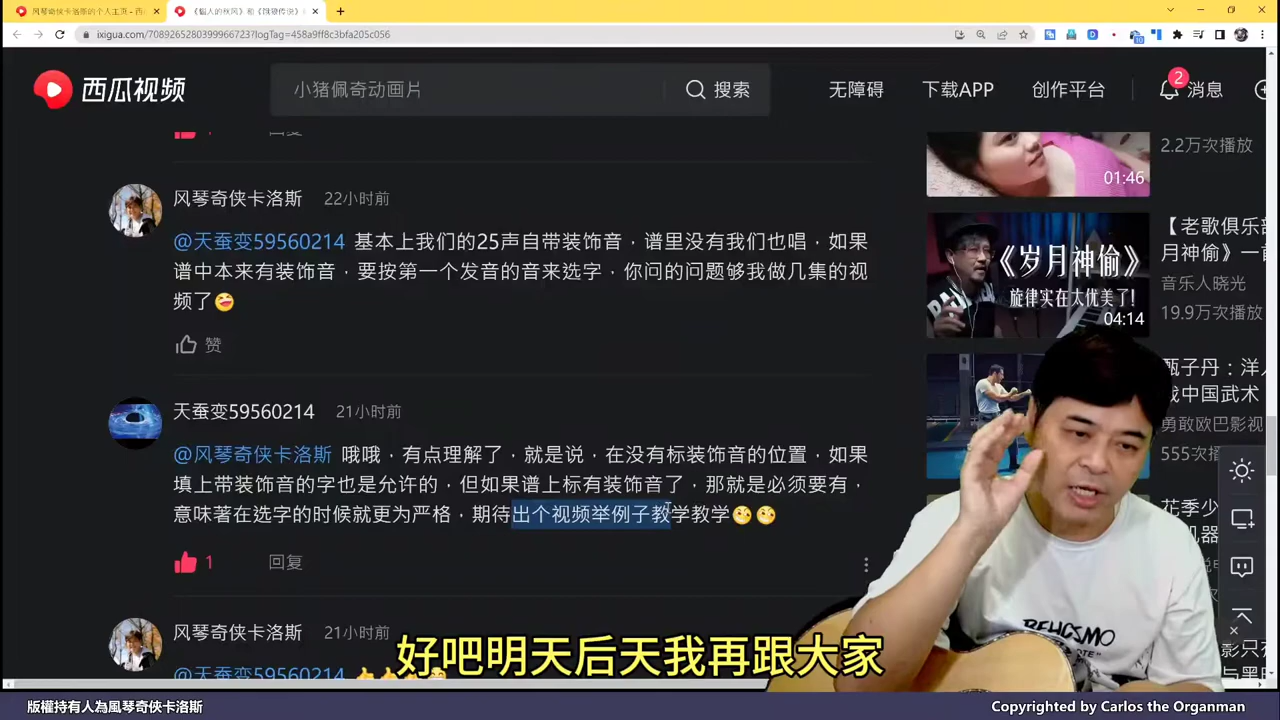 风琴奇侠卡洛斯的个人主页 - 西
ixigua.com/7089265280399966723?logTag=458a9ff8c3bfa205c056
西瓜视频
小猪佩奇动画片
搜索
无障碍
下载APP
创作平台
2
消息
2.2万次播放
01:46
风琴奇侠卡洛斯
22小时前
@天蚕变59560214 基本上我们的25声自带装饰音，谱里没有我们也唱，如果
谱中本来有装饰音，要按第一个发音的音来选字，你问的问题够我做几集的视
频了😆
赞
【老歌俱乐部
月神偷》一首
音乐人晓光
19.9万次播放
《岁月神偷》
旋律实在太优美了!
04:14
天蚕变59560214
21小时前
@风琴奇侠卡洛斯 哦哦，有点理解了，就是说，在没有标装饰音的位置，如果
填上带装饰音的字也是允许的，但如果谱上标有装饰音了，那就是必须要有，
意味著在选字的时候就更为严格，期待出个视频举例子教学教学
1
回复
甄子丹：洋人
战中国武术
勇敢欧巴影视
555次
花季少
机器
风琴奇侠卡洛斯
21小时前
@天蚕变59560214
好吧明天后天我再跟大家
影只有
与黑暗
版權持有人為風琴奇俠卡洛斯
Copyrighted by Carlos the Organman